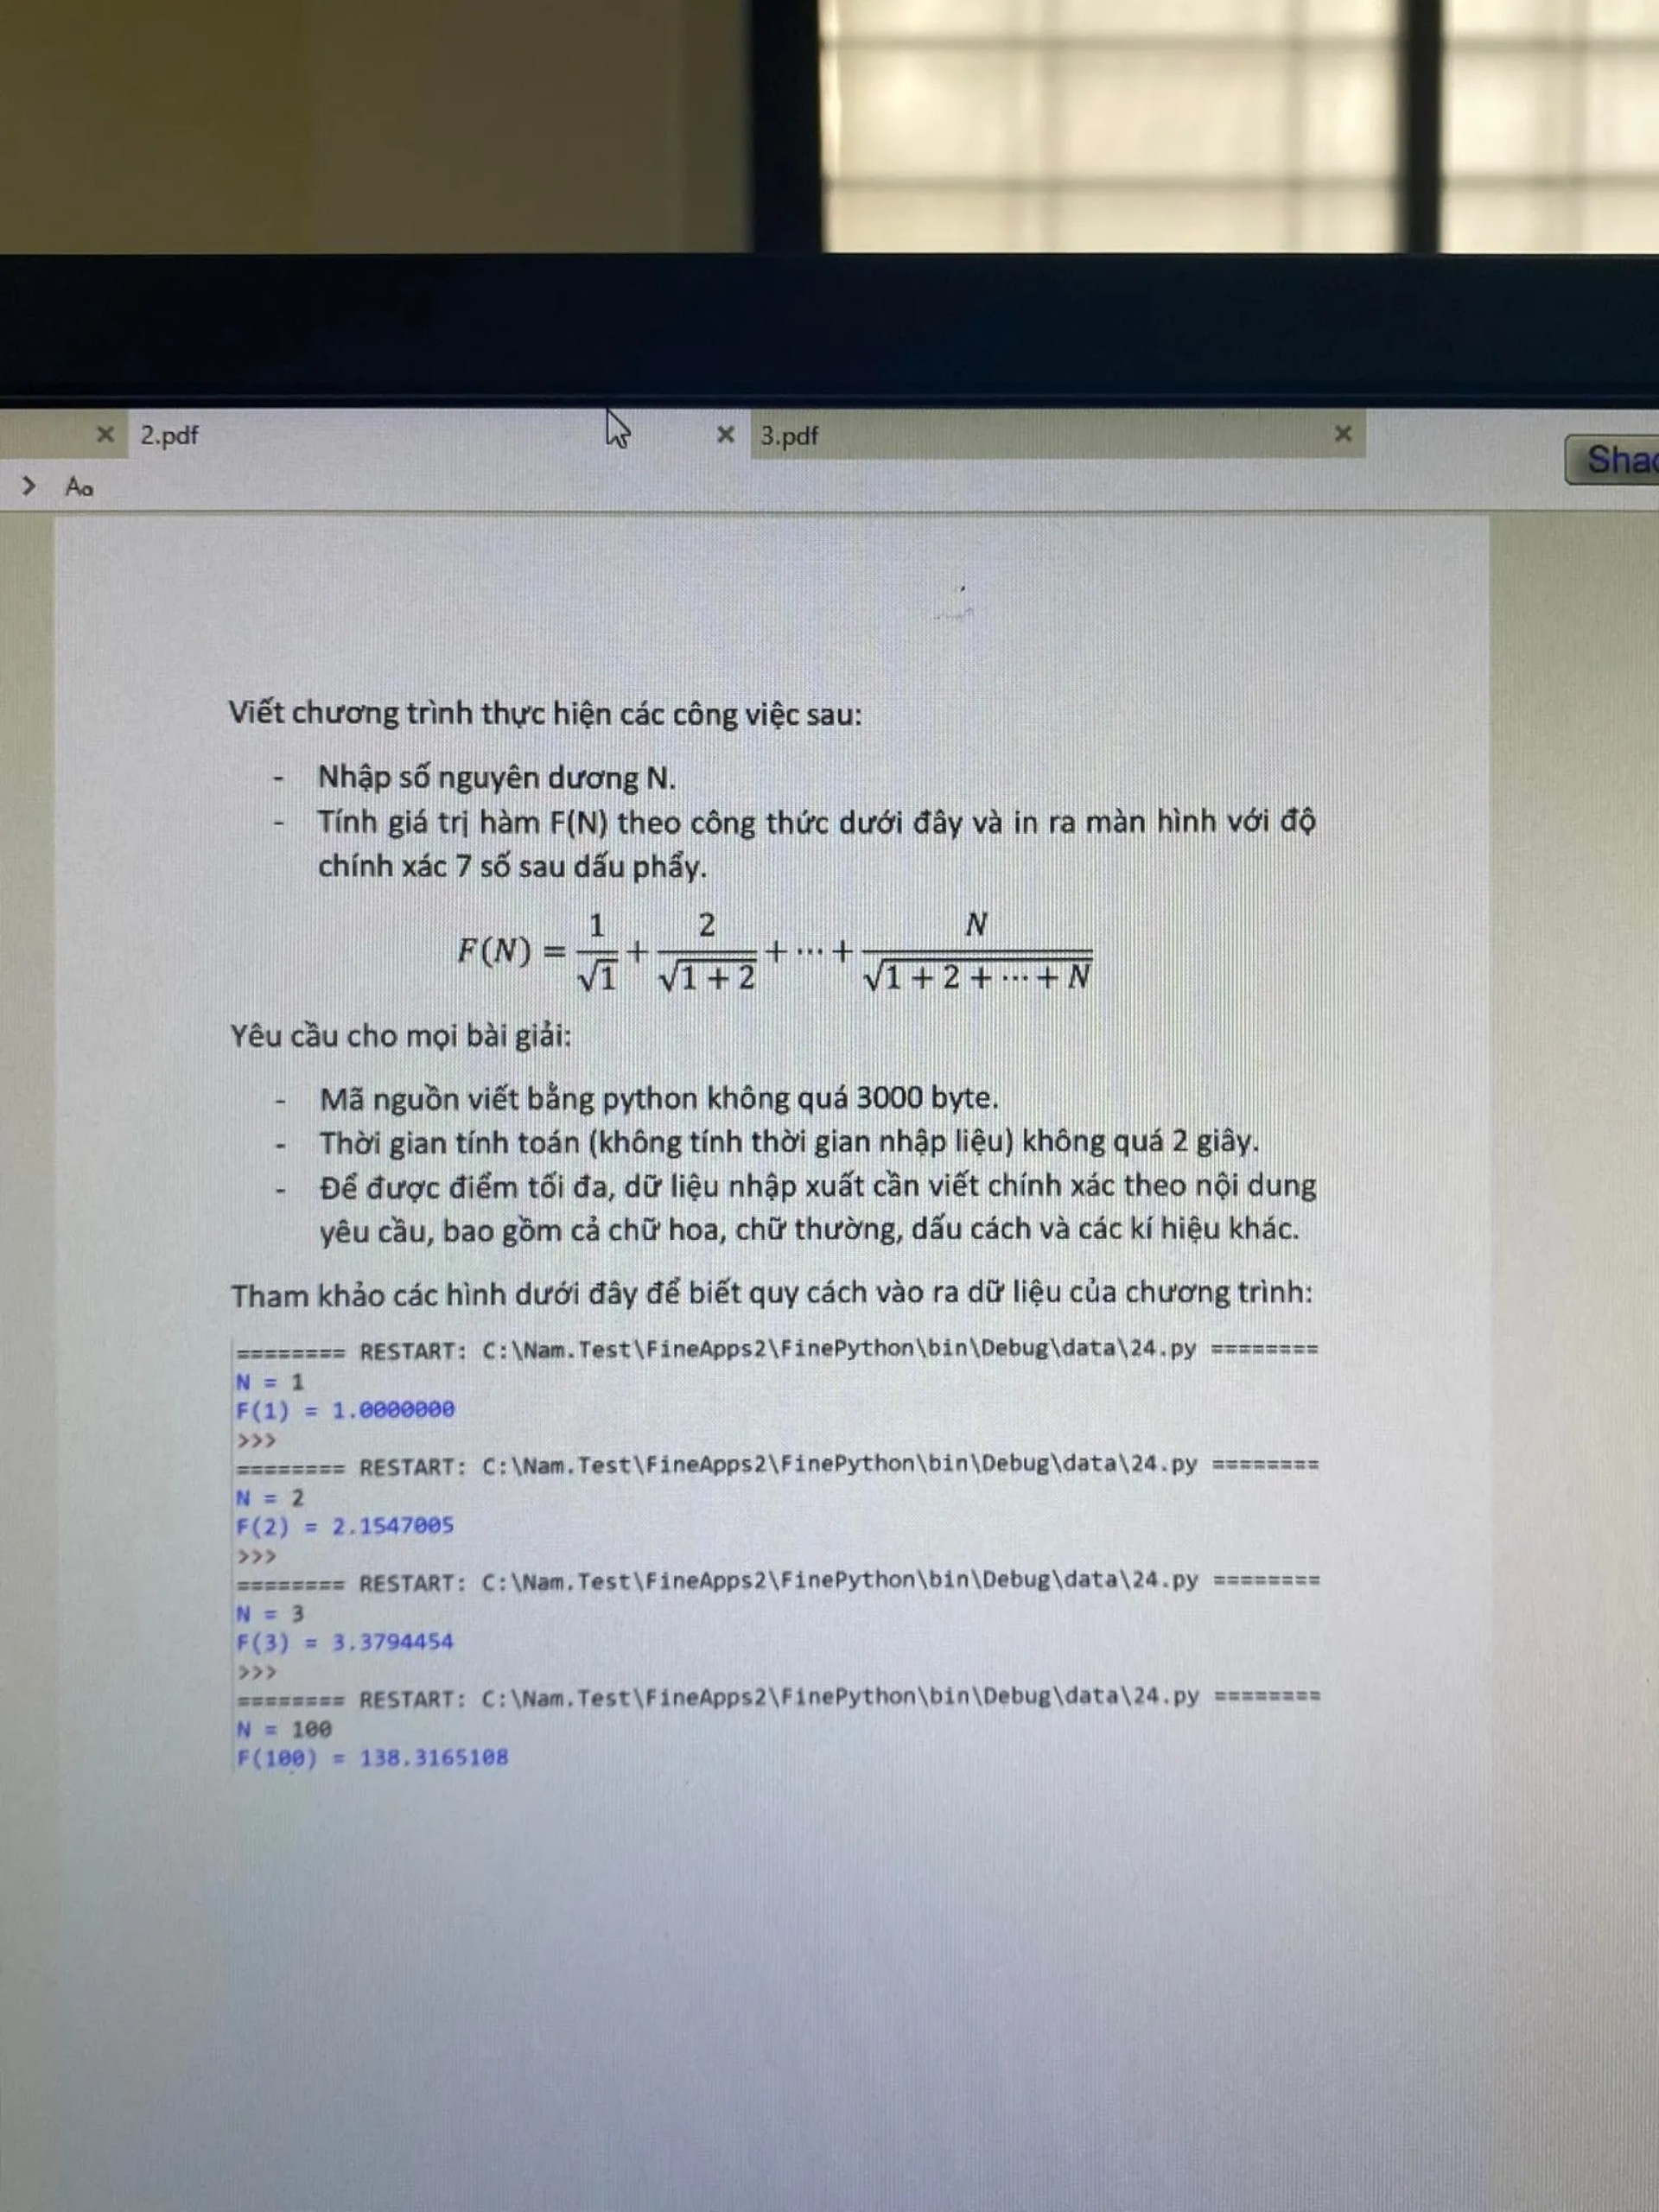 2.pdf
3.pdf
Aa
Viết chương trình thực hiện các công việc sau:
- Nhập số nguyên dương N.
- Tính giá trị hàm F(N) theo công thức dưới đây và in ra màn hình với độ
chính xác 7 số sau dấu phẩy.
F(N) = 1/√1 + 2/√(1 + 2) + ⋯ + N/√(1 + 2 + ⋯ + N)
Yêu cầu cho mọi bài giải:
- Mã nguồn viết bằng python không quá 3000 byte.
- Thời gian tính toán (không tính thời gian nhập liệu) không quá 2 giây.
- Để được điểm tối đa, dữ liệu nhập xuất cần viết chính xác theo nội dung
yêu cầu, bao gồm cả chữ hoa, chữ thường, dấu cách và các kí hiệu khác.
Tham khảo các hình dưới đây để biết quy cách vào ra dữ liệu của chương trình:
======== RESTART: C:\Nam.Test\FineApps2\FinePython\bin\Debug\data\24.py ========
N = 1
F(1) = 1.0000000
>>>
======== RESTART: C:\Nam.Test\FineApps2\FinePython\bin\Debug\data\24.py ========
N = 2
F(2) = 2.1547005
>>>
======== RESTART: C:\Nam.Test\FineApps2\FinePython\bin\Debug\data\24.py ========
N = 3
F(3) = 3.3794454
>>>
======== RESTART: C:\Nam.Test\FineApps2\FinePython\bin\Debug\data\24.py ========
N = 100
F(100) = 138.3165108